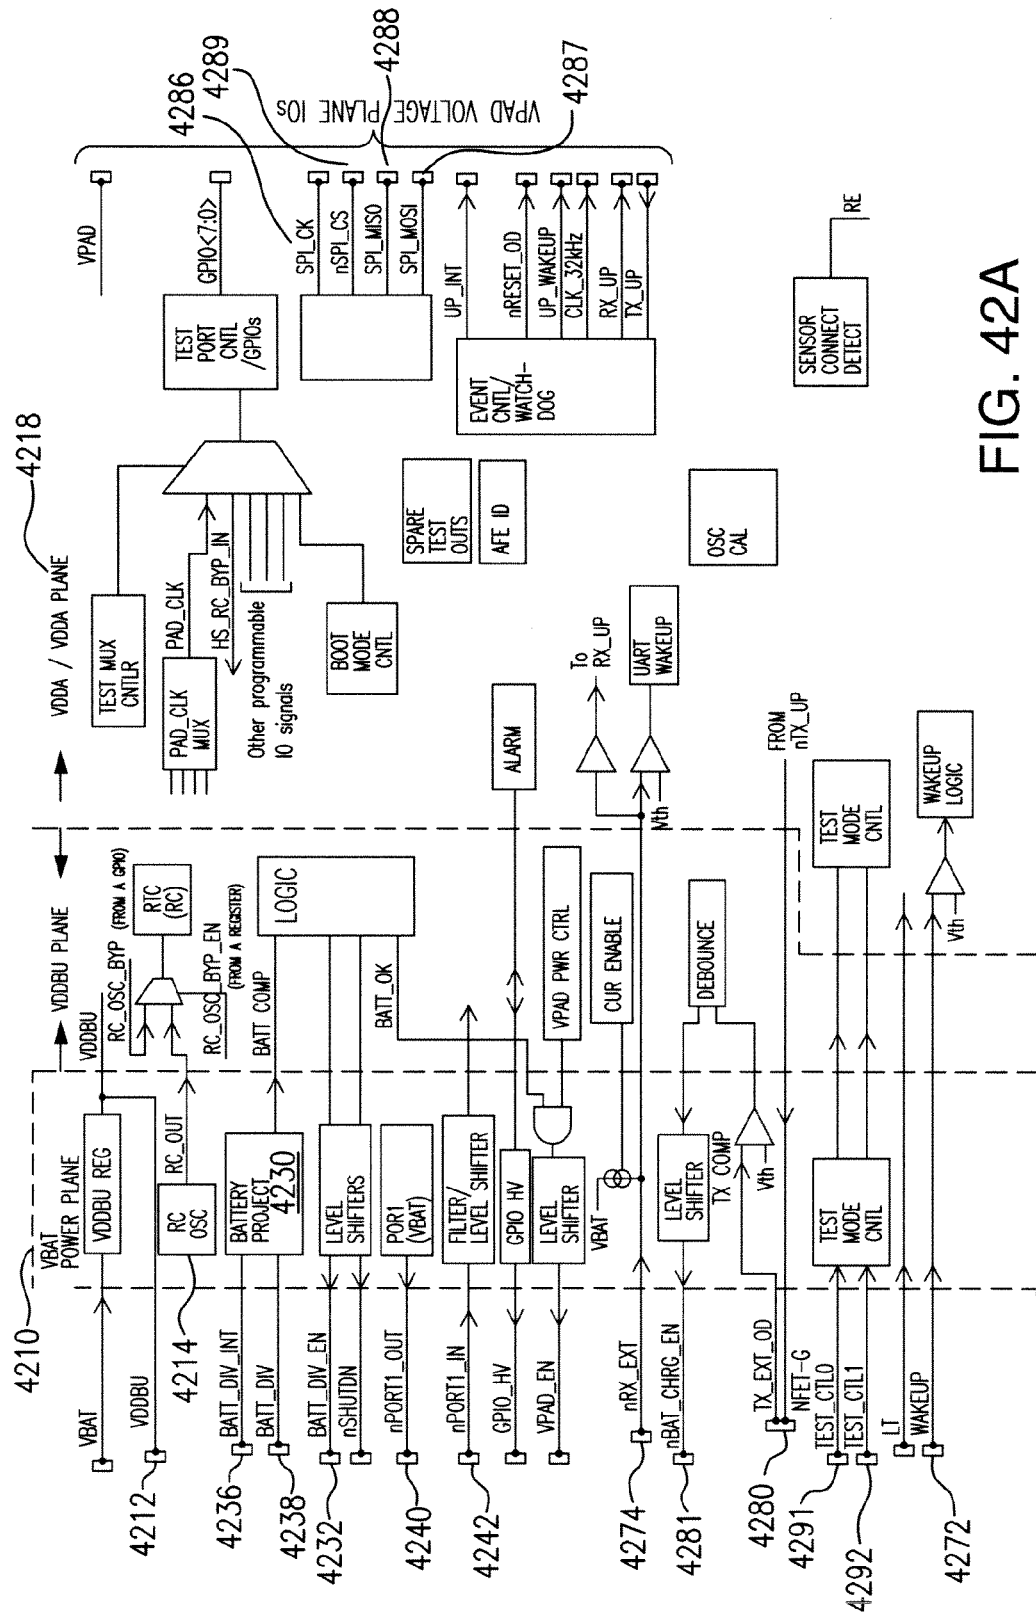 4210
VBAT
POWER PLANE
VDDBU PLANE
VDDA / VDDA PLANE
4218
VBAT
VDDBU REG
VDDBU
VDDBU
4212
RC
OSC
4214
RC_OUT
RC_OSC_BYP
(FROM A GPIO)
RC_OSC_BYP_EN
(FROM A REGISTER)
RTC
(RC)
TEST MUX
CNTLR
PAD_CLK
MUX
PAD_CLK
HS_RC_BYP_IN
Other programmable
IO signals
BOOT
MODE
CNTL
TEST
PORT
CNTL
/GPIOs
VPAD
GPIO<7:0>
4286
4289
4288
4287
SPI_CK
nSPI_CS
SPI_MISO
SPI_MOSI
VPAD VOLTAGE PLANE IOs
BATT_DIV_INT
4236
BATT_DIV
4238
BATTERY
PROJECT
4230
BATT COMP
LOGIC
BATT_DIV_EN
4232
nSHUTDN
LEVEL
SHIFTERS
BATT_OK
nPORT1_OUT
4240
POR1
(VBAT)
nPORT1_IN
4242
FILTER/
LEVEL SHIFTER
GPIO_HV
GPIO HV
ALARM
VPAD_EN
LEVEL
SHIFTER
VPAD PWR CTRL
VBAT
CUR ENABLE
nRX_EXT
4274
To
RX_UP
Vth
UART
WAKEUP
SPARE
TEST
OUTS
AFE ID
EVENT
CNTL/
WATCH-
DOG
UP_INT
nRESET_OD
UP_WAKEUP
CLK_32kHz
RX_UP
TX_UP
nBAT_CHRG_EN
4281
LEVEL
SHIFTER
DEBOUNCE
TX COMP
Vth
OSC
CAL
TX_EXT_OD
NFET-G
4280
FROM
nTX_UP
TEST_CTL0
4291
TEST_CTL1
4292
TEST
MODE
CNTL
TEST
MODE
CNTL
SENSOR
CONNECT
DETECT
RE
LT
WAKEUP
4272
Vth
WAKEUP
LOGIC
FIG. 42A